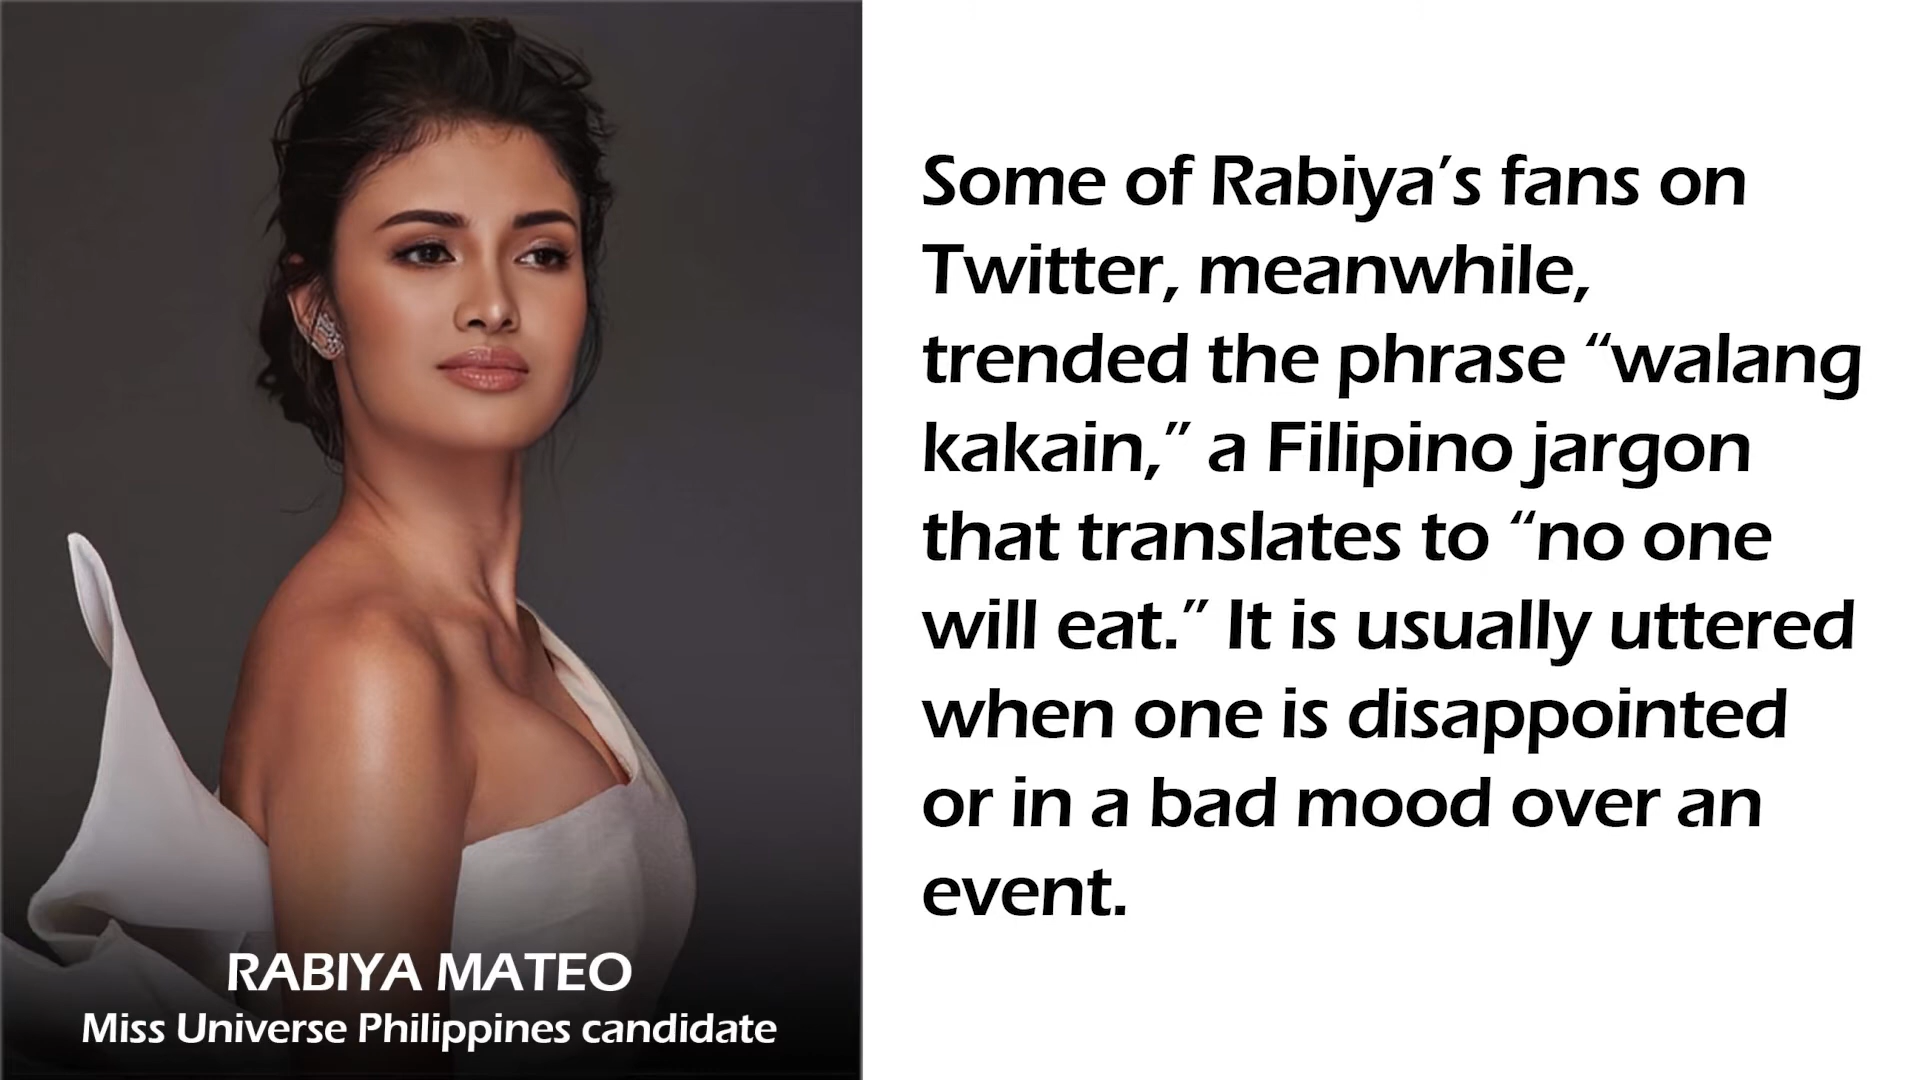 Some of Rabiya’s fans on
Twitter, meanwhile,
trended the phrase “walang
kakain,” a Filipino jargon
that translates to “no one
will eat.” It is usually uttered
when one is disappointed
or in a bad mood over an
event.
RABIYA MATEO
Miss Universe Philippines candidate